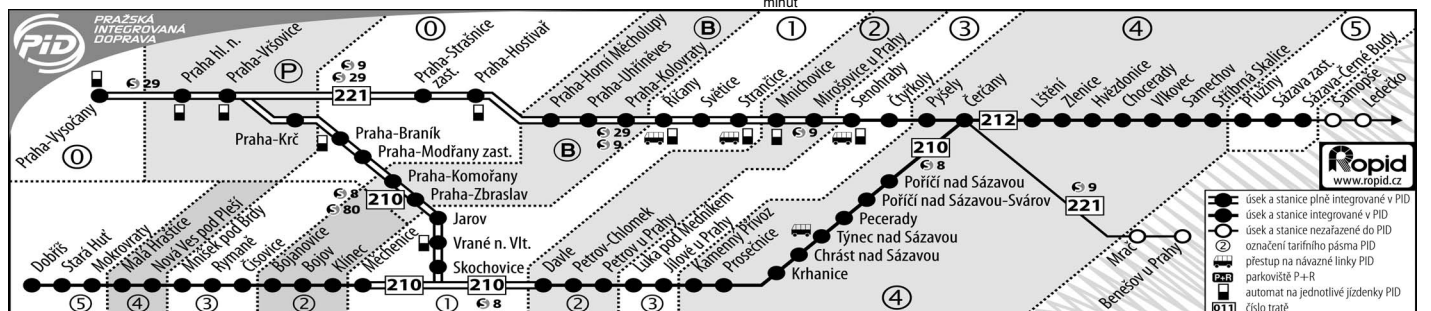 minut
PiD
PRAŽSKÁ
INTEGROVANÁ
DOPRAVA
0
B
1
2
3
4
5
P
0
B
S 29
S 9
S 29
221
Praha-Vysočany
Praha hl. n.
Praha-Vršovice
Praha-Strašnice
zast.
Praha-Hostivař
Praha-Horní Měcholupy
Praha-Uhříněves
Praha-Kolovraty
S 29
S 9
Říčany
Světice
Strančice
Mnichovice
S 9
Mirošovice u Prahy
Senohraby
Čtyřkoly
Pyšely
Čerčany
212
Lštění
Zlenice
Hvězdonice
Chocerady
Vlkovec
Samechov
Stříbrná Skalice
Plužiny
Sázava zast.
Sázava-Černé Budy
Samopše
Ledečko
Praha-Krč
Praha-Braník
Praha-Modřany zast.
Praha-Komořany
Praha-Zbraslav
S 8
S 80
210
Jarov
Vrané n. Vlt.
Skochovice
Dobříš
Stará Huť
Mokrovraty
Malá Hraštice
Nová Ves pod Pleší
Mníšek pod Brdy
Rymaně
Čisovice
Bojanovice
Bojov
Klínec
Měchenice
210
210
S 8
Davle
Petrov-Chlomek
Petrov u Prahy
Luka pod Medníkem
Jílové u Prahy
Kamenný Přívoz
Prosečnice
Krhanice
Chrást nad Sázavou
Týnec nad Sázavou
Pecerady
Poříčí nad Sázavou-Svárov
Poříčí nad Sázavou
210
S 8
S 9
221
Mrač
Benešov u Prahy
5
4
3
2
1
2
3
4
Ropid
www.ropid.cz
úsek a stanice plně integrované v PID
úsek a stanice integrované v PID
úsek a stanice nezařazené do PID
2 označení tarifního pásma PID
přestup na návazné linky PID
P+R parkoviště P+R
automat na jednotlivé jízdenky PID
011 číslo tratě